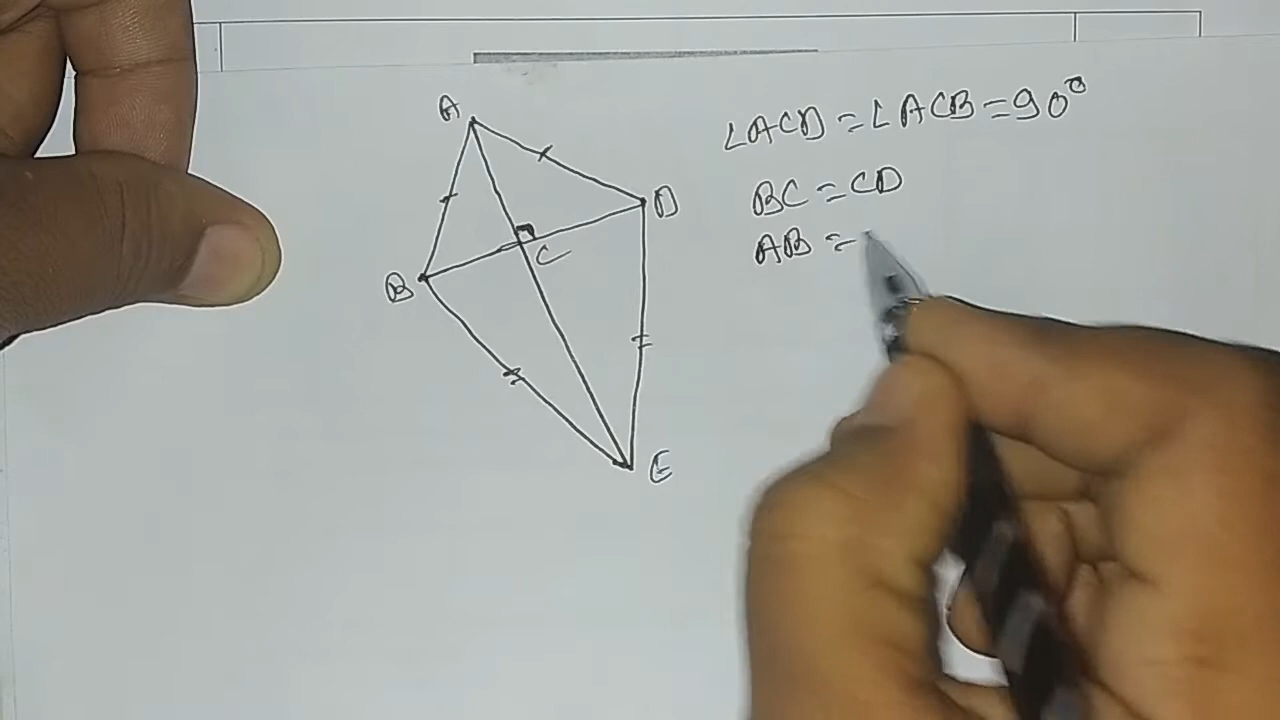 A
D
C
B
E
∠ACD=∠ACB=90°
BC=CD
AB=